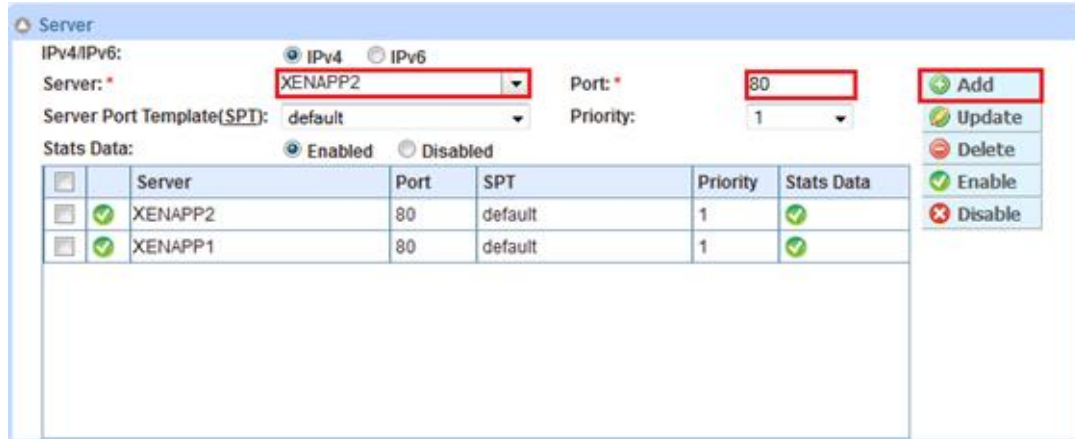 Server
IPv4/IPv6: IPv4 IPv6
Server: * XENAPP2 Port: * 80 Add
Server Port Template(SPT): default Priority: 1 Update
Stats Data: Enabled Disabled Delete
Server Port SPT Priority Stats Data Enable
XENAPP2 80 default 1 Disable
XENAPP1 80 default 1